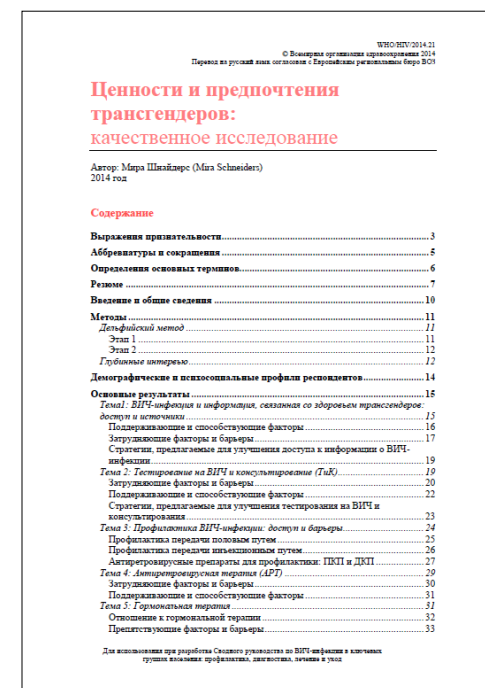 WHO/HIV/2014.21
© Всемирная организация здравоохранения 2014
Перевод на русский язык согласован с Европейским региональным бюро ВОЗ
Ценности и предпочтения
трансгендеров:
качественное исследование
Автор: Мира Шнайдерс (Mira Schneiders)
2014 год
Содержание
Выражения признательности....................................................................3
Аббревиатуры и сокращения....................................................................5
Определения основных терминов..............................................................6
Резюме....................................................................7
Введение и общие сведения....................................................................10
Методы....................................................................11
Дельфийский метод....................................................................11
Этап 1....................................................................11
Этап 2....................................................................12
Глубинные интервью....................................................................12
Демографические и психосоциальные профили респондентов....................14
Основные результаты....................................................................15
Тема1: ВИЧ-инфекция и информация, связанная со здоровьем трансгендеров:
доступ и источники....................................................................15
Поддерживающие и способствующие факторы....................................16
Затрудняющие факторы и барьеры....................................................17
Стратегии, предлагаемые для улучшения доступа к информации о ВИЧ-
инфекции....................................................................19
Тема 2: Тестирование на ВИЧ и консультирование (ТиК)....................19
Затрудняющие факторы и барьеры....................................................20
Поддерживающие и способствующие факторы....................................22
Стратегии, предлагаемые для улучшения тестирования на ВИЧ и
консультирования....................................................................23
Тема 3: Профилактика ВИЧ-инфекции: доступ и барьеры....................24
Профилактика передачи половым путем............................................25
Профилактика передачи инъекционным путем....................................26
Антиретровирусные препараты для профилактики: ПКП и ДКП..............27
Тема 4: Антиретровирусная терапия (АРТ)....................................29
Затрудняющие факторы и барьеры....................................................30
Поддерживающие и способствующие факторы....................................31
Тема 5: Гормональная терапия....................................................31
Отношение к гормональной терапии....................................................32
Препятствующие факторы и барьеры....................................................33
Для использования при разработке Сводного руководства по ВИЧ-инфекции в ключевых
группах населения: профилактика, диагностика, лечение и уход